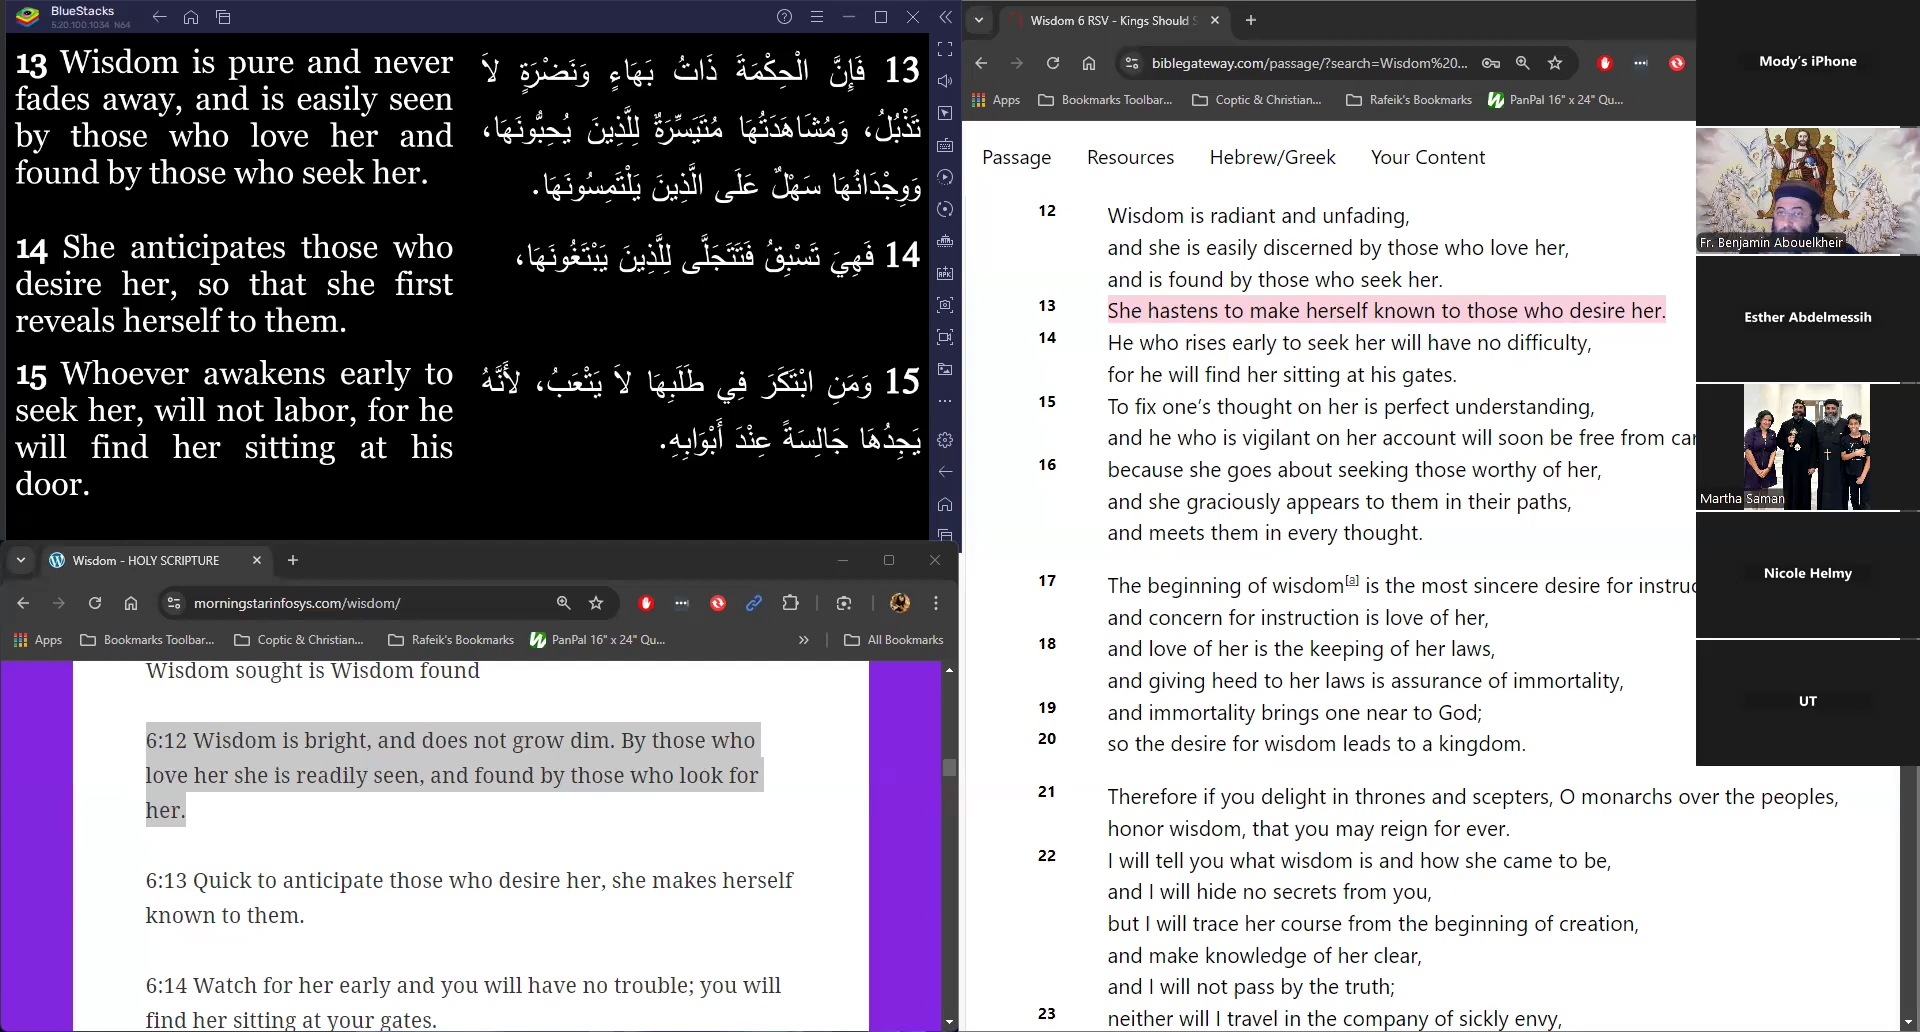 BlueStacks
5.20.100.1034 N64
13 Wisdom is pure and never
fades away, and is easily seen
by those who love her and
found by those who seek her.
13 فَإِنَّ الْحِكْمَةَ ذَاتُ بَهَاءٍ وَنَضْرَةٍ لاَ
تَذْبُلُ، وَمُشَاهَدَتُهَا مُتَيَسِّرَةٌ لِلَّذِينَ يُحِبُّونَهَا،
وَوِجْدَانُهَا سَهْلٌ عَلَى الَّذِينَ يَلْتَمِسُونَهَا.
14 She anticipates those who
desire her, so that she first
reveals herself to them.
14 فَهِيَ تَسْبِقُ فَتَتَجَلَّى لِلَّذِينَ يَبْتَغُونَهَا،
15 Whoever awakens early to
seek her, will not labor, for he
will find her sitting at his
door.
15 وَمَنِ ابْتَكَرَ فِي طَلَبِهَا لاَ يَتْعَبُ، لأَنَّهُ
يَجِدُهَا جَالِسَةً عِنْدَ أَبْوَابِهِ.
Wisdom - HOLY SCRIPTURE
morningstarinfosys.com/wisdom/
Apps Bookmarks Toolbar... Coptic & Christian... Rafeik's Bookmarks PanPal 16" x 24" Qu... » All Bookmarks
Wisdom sought is Wisdom found
6:12 Wisdom is bright, and does not grow dim. By those who
love her she is readily seen, and found by those who look for
her.
6:13 Quick to anticipate those who desire her, she makes herself
known to them.
6:14 Watch for her early and you will have no trouble; you will
find her sitting at your gates.
Wisdom 6 RSV - Kings Should S
biblegateway.com/passage/?search=Wisdom%20...
Apps Bookmarks Toolbar... Coptic & Christian... Rafeik's Bookmarks PanPal 16" x 24" Qu...
Passage Resources Hebrew/Greek Your Content
12 Wisdom is radiant and unfading,
and she is easily discerned by those who love her,
and is found by those who seek her.
13 She hastens to make herself known to those who desire her.
14 He who rises early to seek her will have no difficulty,
for he will find her sitting at his gates.
15 To fix one's thought on her is perfect understanding,
and he who is vigilant on her account will soon be free from car
16 because she goes about seeking those worthy of her,
and she graciously appears to them in their paths,
and meets them in every thought.
17 The beginning of wisdom[a] is the most sincere desire for instruc
and concern for instruction is love of her,
18 and love of her is the keeping of her laws,
and giving heed to her laws is assurance of immortality,
19 and immortality brings one near to God;
20 so the desire for wisdom leads to a kingdom.
21 Therefore if you delight in thrones and scepters, O monarchs over the peoples,
honor wisdom, that you may reign for ever.
22 I will tell you what wisdom is and how she came to be,
and I will hide no secrets from you,
but I will trace her course from the beginning of creation,
and make knowledge of her clear,
and I will not pass by the truth;
23 neither will I travel in the company of sickly envy,
Mody's iPhone
Fr. Benjamin Abouelkheir
Esther Abdelmessih
Martha Saman
Nicole Helmy
UT